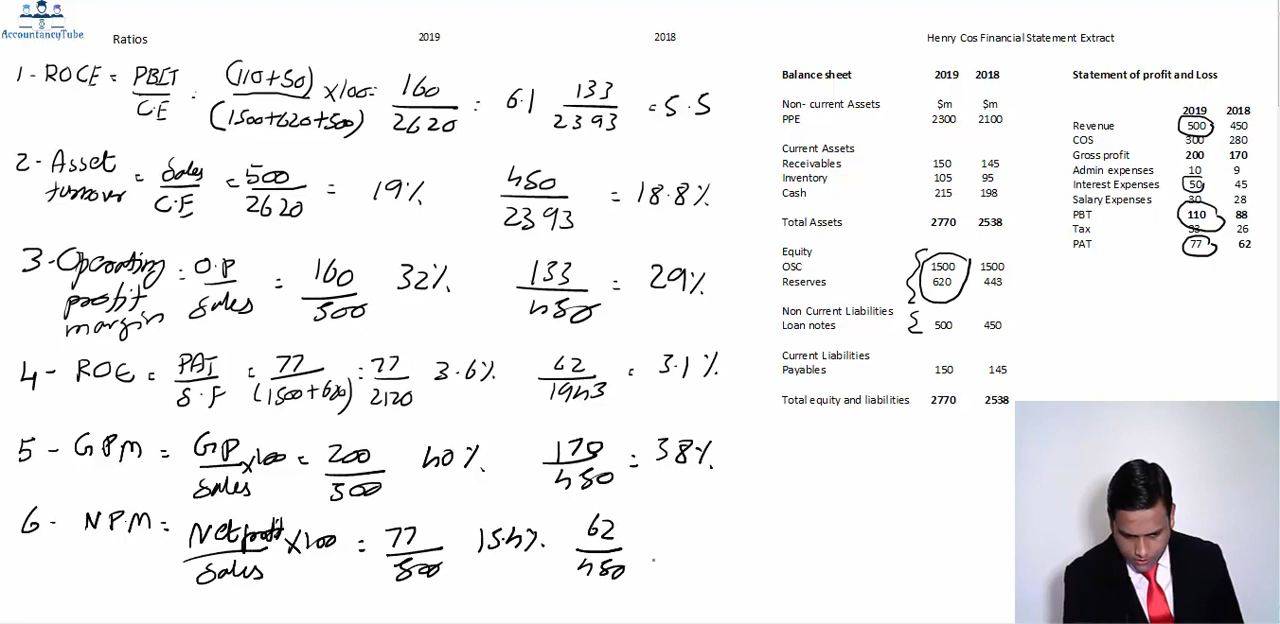 AccountancyTube
Ratios 2019 2018
1- ROCE = PBIT / C.E = (110+50) / (1500+620+500) ×100= 160 / 2620 = 6.1 133 / 2393 = 5.5
2- Asset turnover = Sales / C.E = 500 / 2620 = 19% 450 / 2393 = 18.8%
3- Operating profit margin = O.P / Sales = 160 / 500 32% 133 / 450 = 29%
4- ROE = PAT / S.F = 77 / (1500+620) = 77 / 2120 3.6% 62 / 1943 = 3.1%
5 - GPM = GP / Sales ×100 = 200 / 500 40% 170 / 450 = 38%
6- NP.M = Net profit / Sales ×100 = 77 / 500 15.4% 62 / 450
Henry Cos Financial Statement Extract
Balance sheet 2019 2018
Non- current Assets $m $m
PPE 2300 2100
Current Assets
Receivables 150 145
Inventory 105 95
Cash 215 198
Total Assets 2770 2538
Equity
OSC 1500 1500
Reserves 620 443
Non Current Liabilities
Loan notes 500 450
Current Liabilities
Payables 150 145
Total equity and liabilities 2770 2538
Statement of profit and Loss
2019 2018
Revenue 500 450
COS 300 280
Gross profit 200 170
Admin expenses 10 9
Interest Expenses 50 45
Salary Expenses 30 28
PBT 110 88
Tax 33 26
PAT 77 62